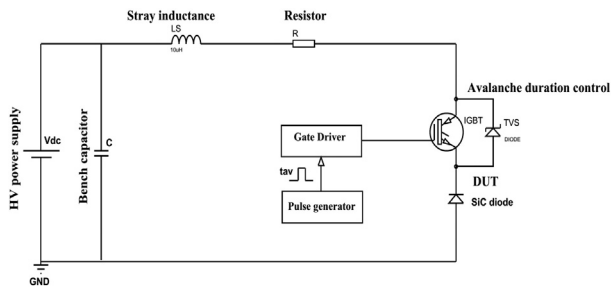 Stray inductance
LS
10uH
Resistor
R
Avalanche duration control
HV power supply
Vdc
Bench capacitor
C
Gate Driver
IGBT
TVS
DIODE
tav
Pulse generator
DUT
SiC diode
GND